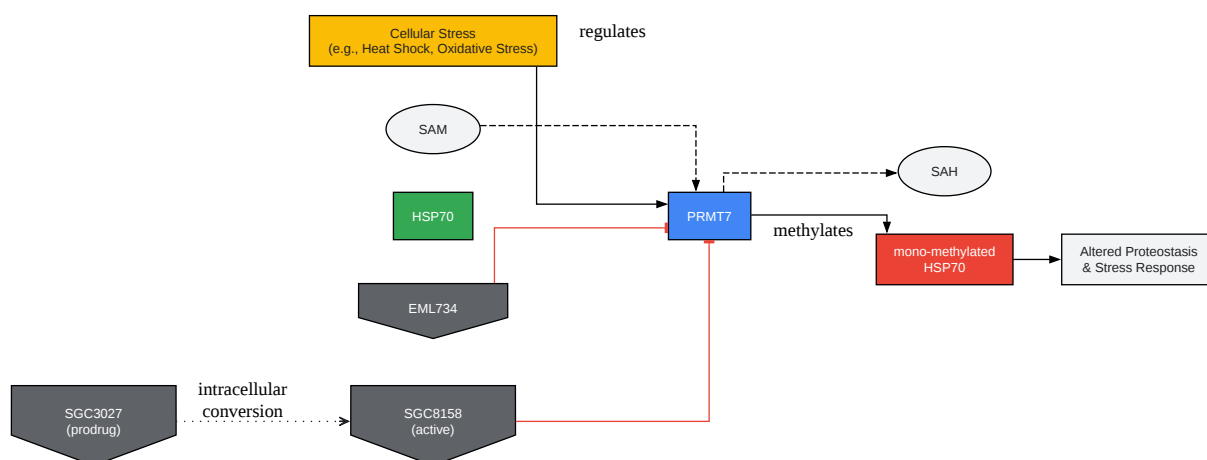 Cellular Stress
(e.g., Heat Shock, Oxidative Stress)
regulates
SAM
SAH
HSP70
PRMT7
methylates
mono-methylated
HSP70
Altered Proteostasis
& Stress Response
EML734
intracellular
conversion
SGC3027
(prodrug)
SGC8158
(active)